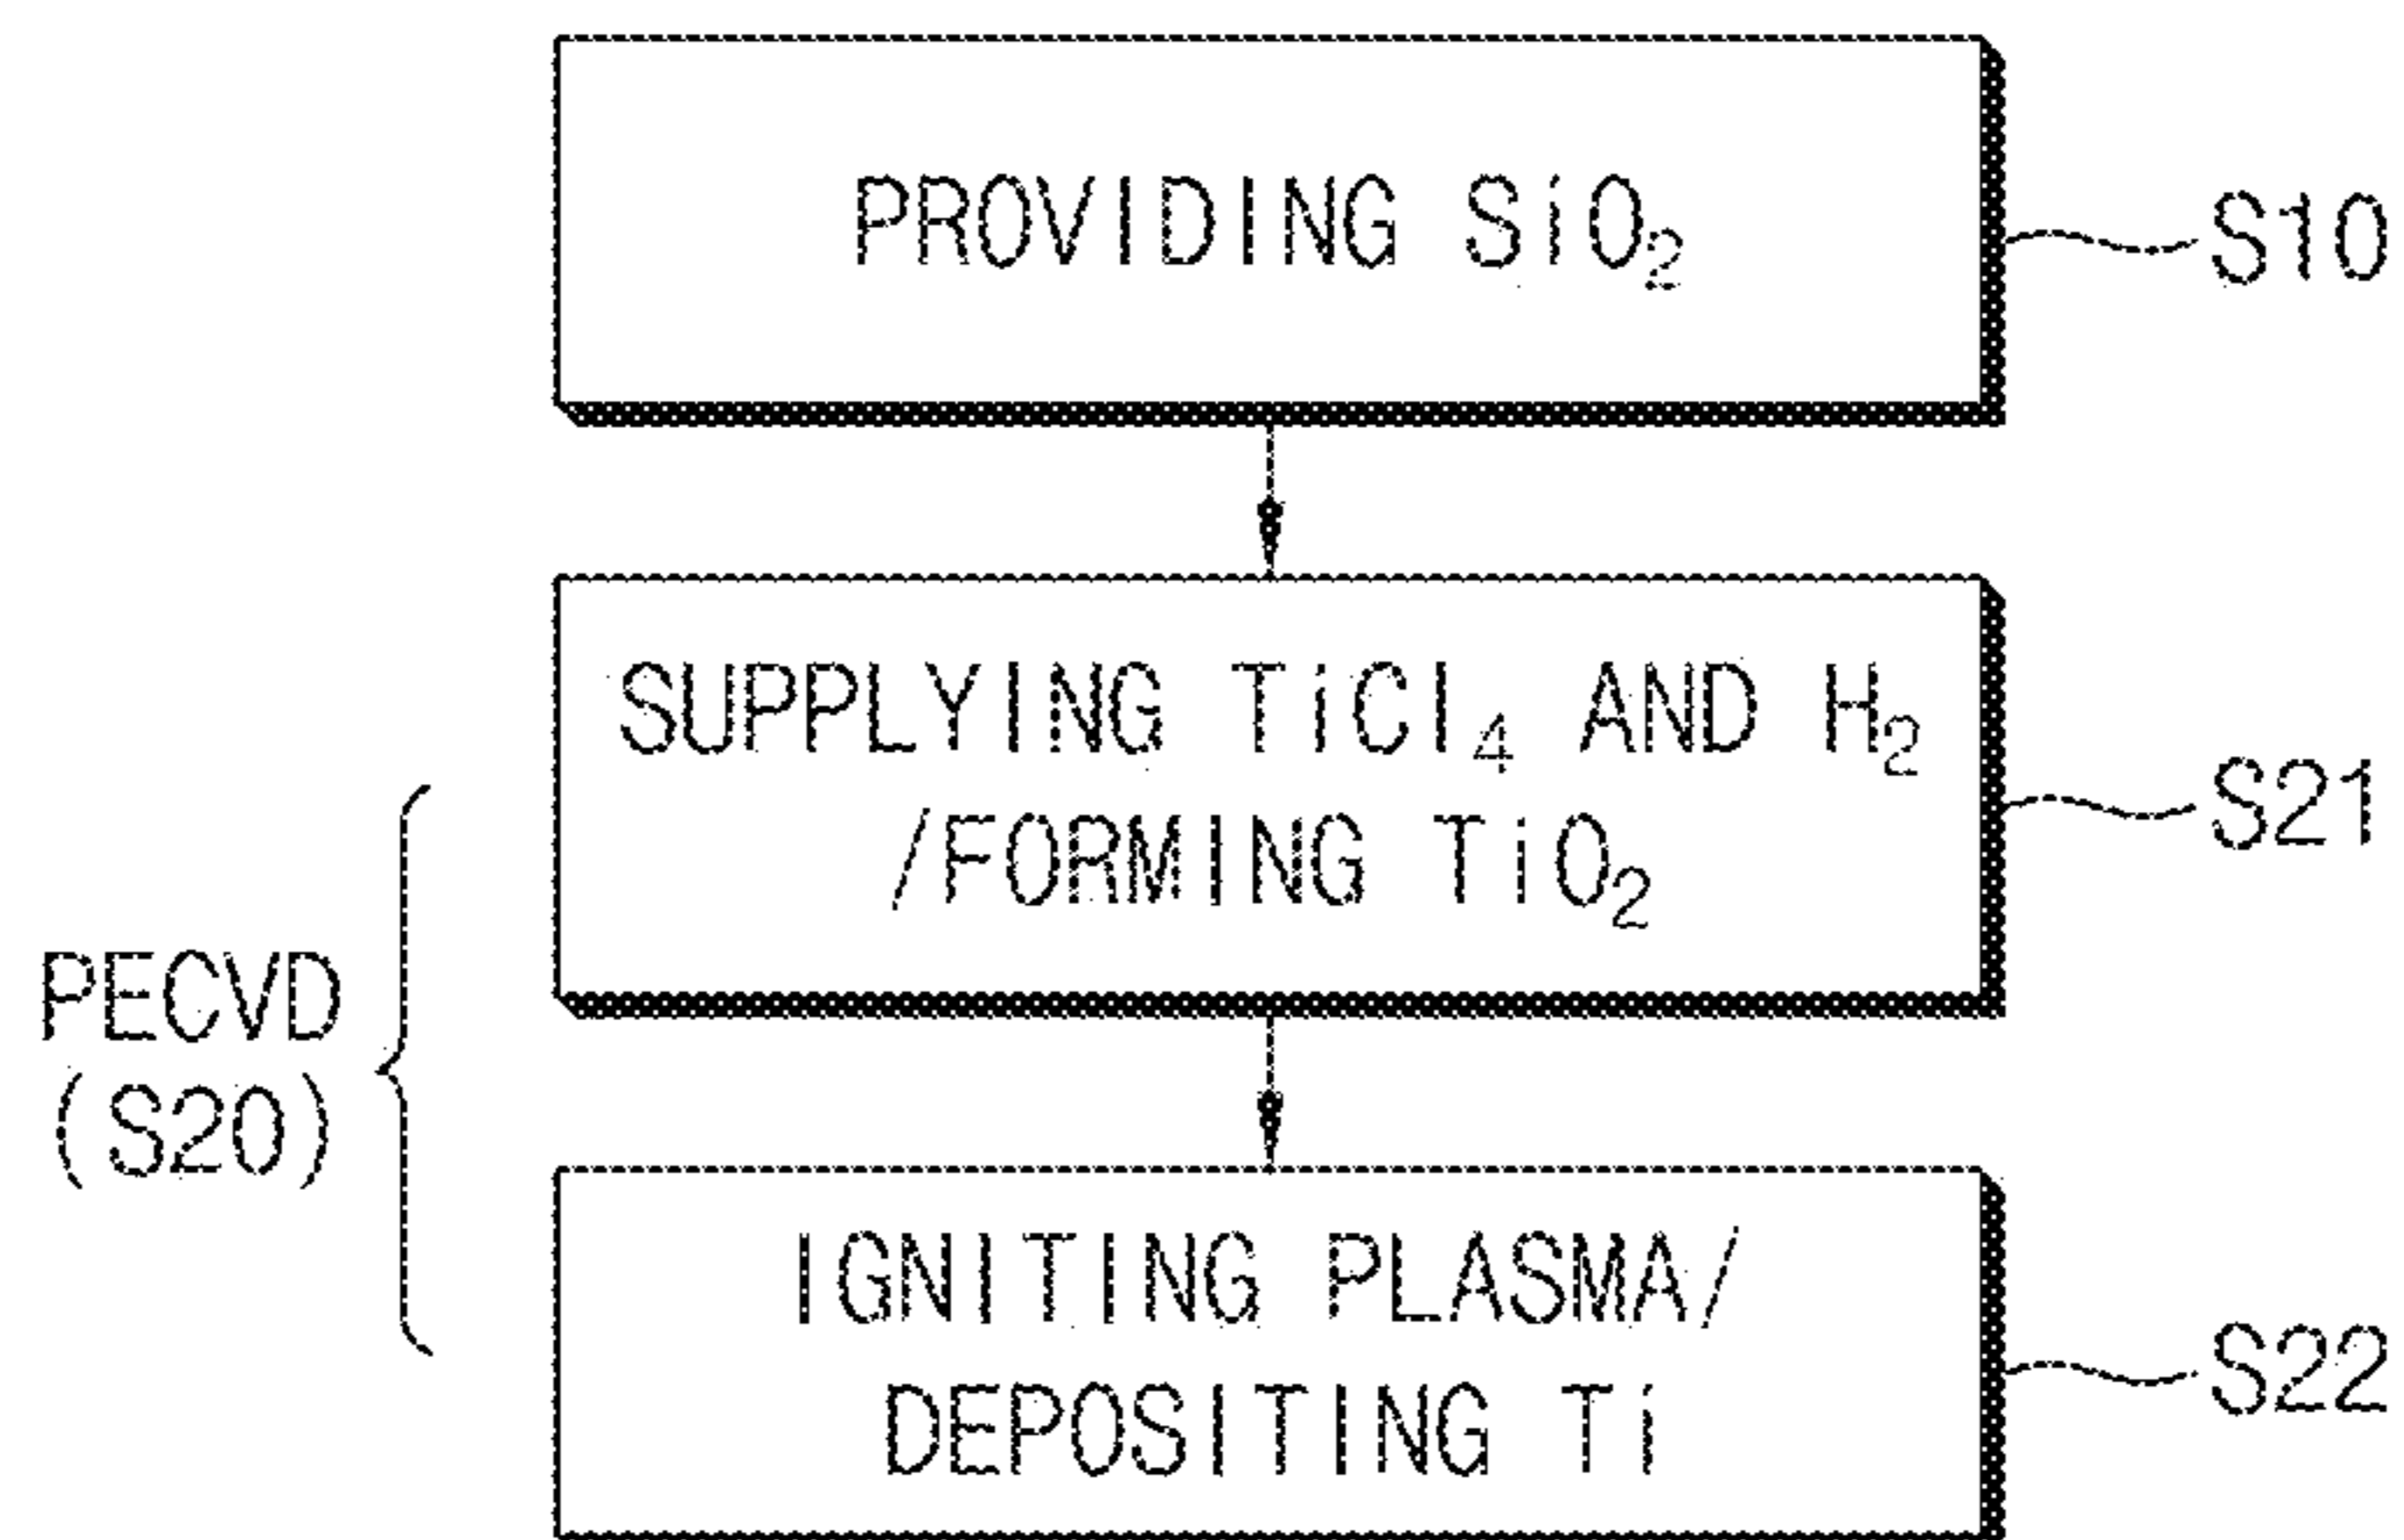 PROVIDING SiO₂
S10
SUPPLYING TiCl₄ AND H₂
/FORMING TiO₂
S21
PECVD
(S20)
IGNITING PLASMA/
DEPOSITING Ti
S22